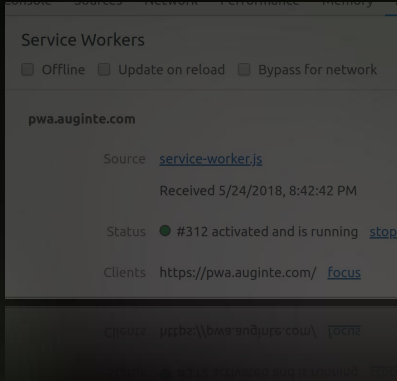 Console Sources Network Performance Memory
Service Workers
Offline Update on reload Bypass for network
pwa.auginte.com
Source service-worker.js
Received 5/24/2018, 8:42:42 PM
Status #312 activated and is running stop
Clients https://pwa.auginte.com/ focus